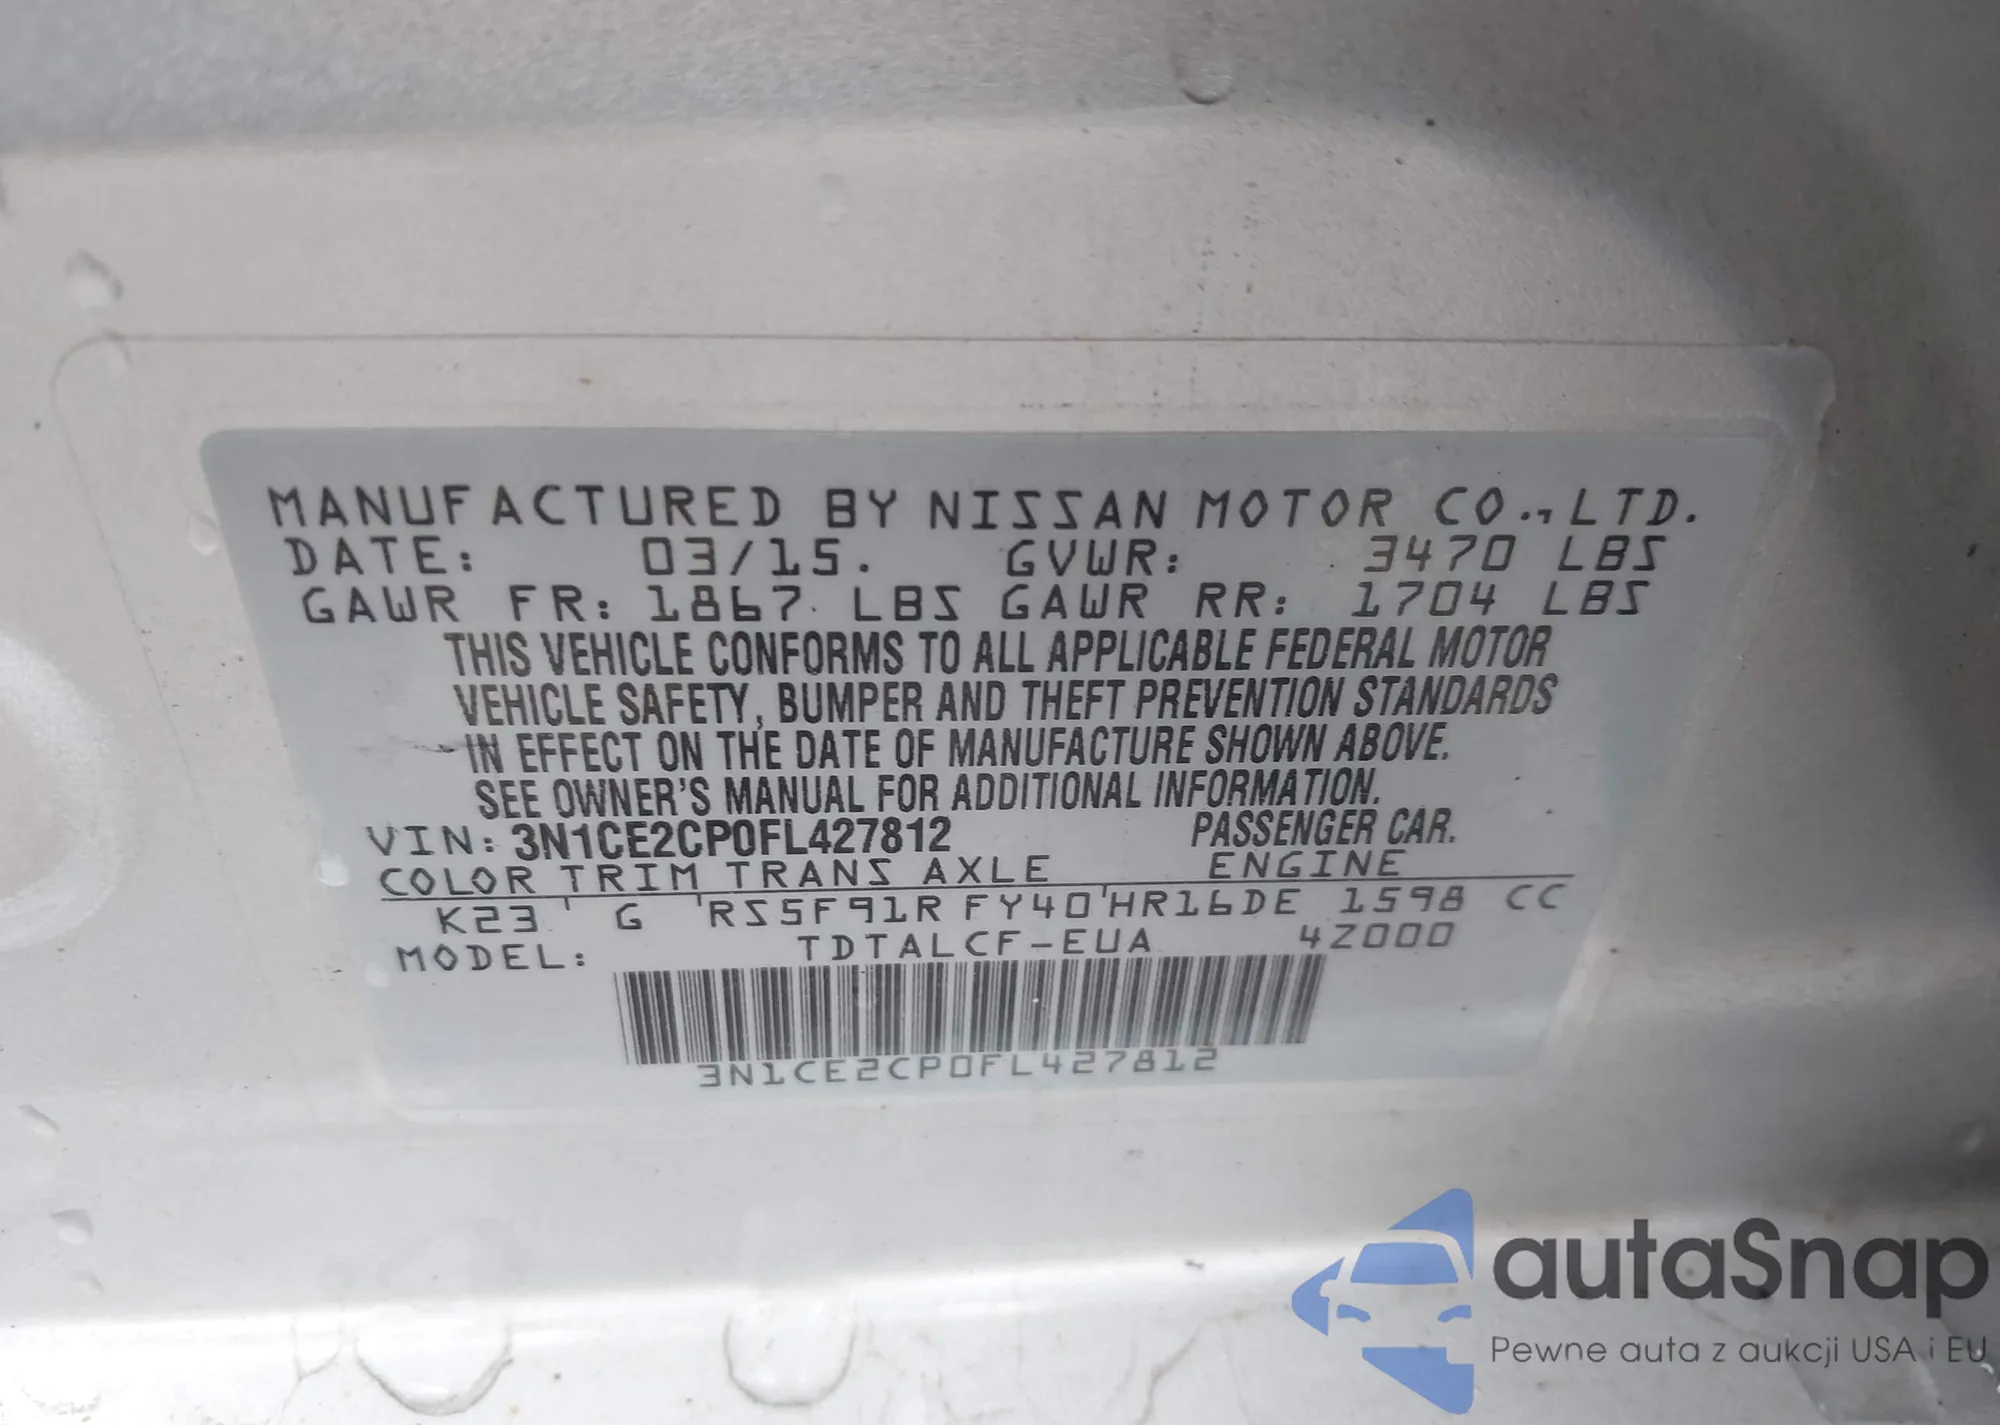 MANUFACTURED BY NISSAN MOTOR CO., LTD.
DATE: 03/15. GVWR: 3470 LBS
GAWR FR: 1867 LBS GAWR RR: 1704 LBS
THIS VEHICLE CONFORMS TO ALL APPLICABLE FEDERAL MOTOR
VEHICLE SAFETY, BUMPER AND THEFT PREVENTION STANDARDS
IN EFFECT ON THE DATE OF MANUFACTURE SHOWN ABOVE.
SEE OWNER'S MANUAL FOR ADDITIONAL INFORMATION.
VIN: 3N1CE2CP0FL427812 PASSENGER CAR.
COLOR TRIM TRANS AXLE ENGINE
K23 G RS5F91R FY40 HR16DE 1598 CC
MODEL: TDTALCF-EUA 4Z000
3N1CE2CP0FL427812
autaSnap
Pewne auta z aukcji USA i EU